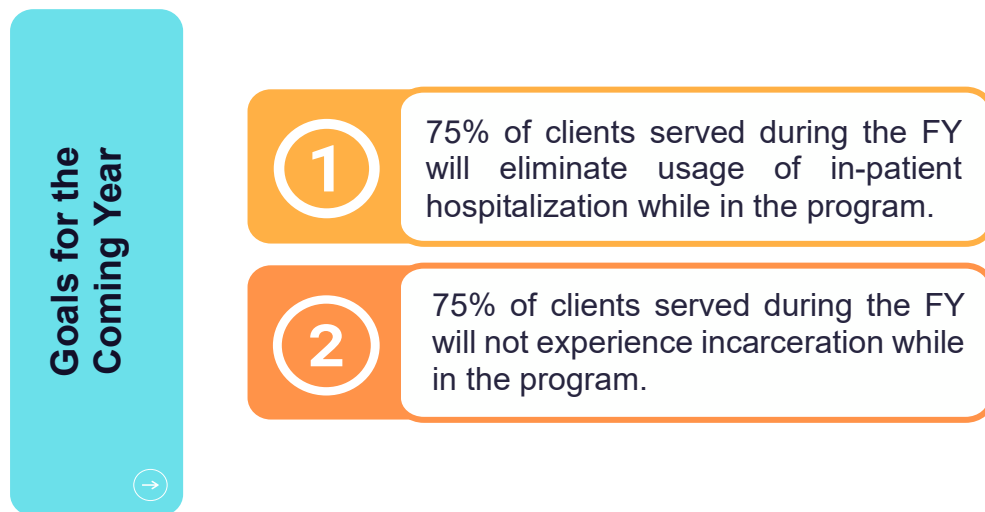 Goals for the
Coming Year
1
75% of clients served during the FY
will eliminate usage of in-patient
hospitalization while in the program.
2
75% of clients served during the FY
will not experience incarceration while
in the program.